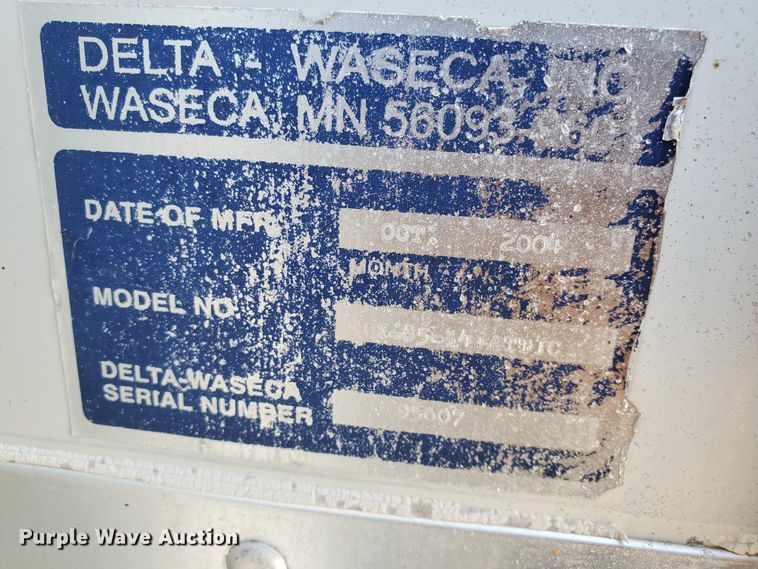 DELTA - WASECA,
WASECA, MN 56093
DATE OF MFR.
OCT. 2004
MONTH
MODEL NO
DELTA-WASECA
SERIAL NUMBER
Purple Wave Auction